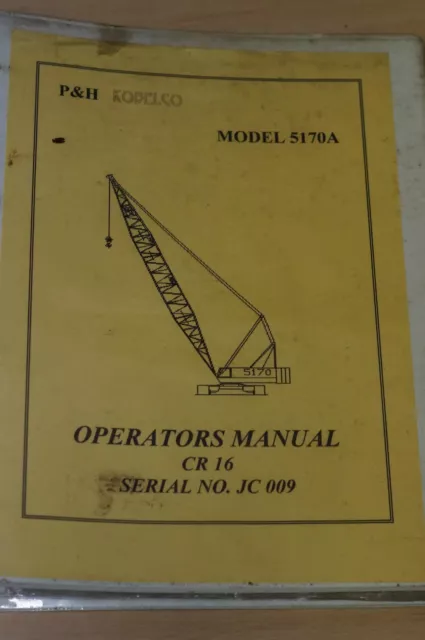 P&H KOBELCO
MODEL 5170A
5170
OPERATORS MANUAL
CR 16
SERIAL NO. JC 009